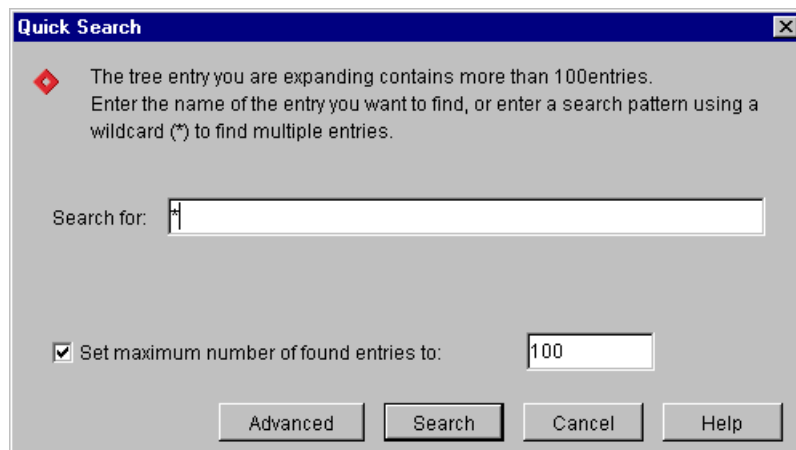 Quick Search
The tree entry you are expanding contains more than 100entries.
Enter the name of the entry you want to find, or enter a search pattern using a
wildcard (*) to find multiple entries.
Search for: *
Set maximum number of found entries to: 100
Advanced Search Cancel Help